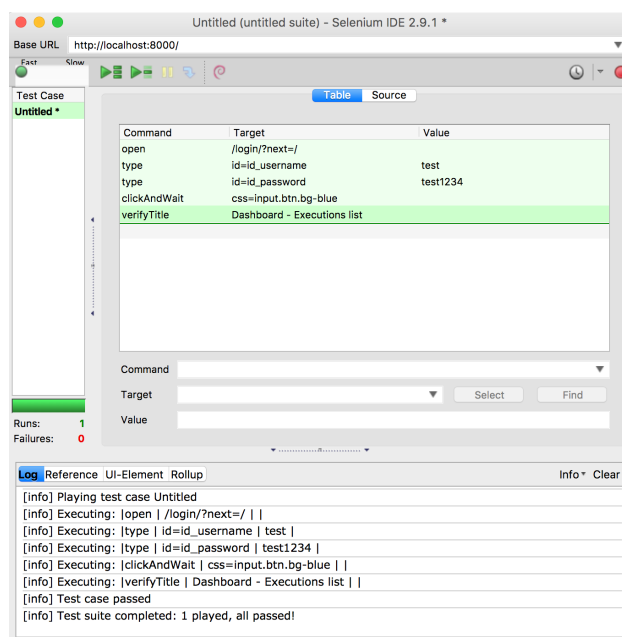 Untitled (untitled suite) - Selenium IDE 2.9.1 *
Base URL http://localhost:8000/
Fast Slow
Table Source
Test Case
Untitled *
Command Target Value
open /login/?next=/
type id=id_username test
type id=id_password test1234
clickAndWait css=input.btn.bg-blue
verifyTitle Dashboard - Executions list
Command
Target Select Find
Value
Runs: 1
Failures: 0
Log Reference UI-Element Rollup Info Clear
[info] Playing test case Untitled
[info] Executing: |open | /login/?next=/ | |
[info] Executing: |type | id=id_username | test |
[info] Executing: |type | id=id_password | test1234 |
[info] Executing: |clickAndWait | css=input.btn.bg-blue | |
[info] Executing: |verifyTitle | Dashboard - Executions list | |
[info] Test case passed
[info] Test suite completed: 1 played, all passed!